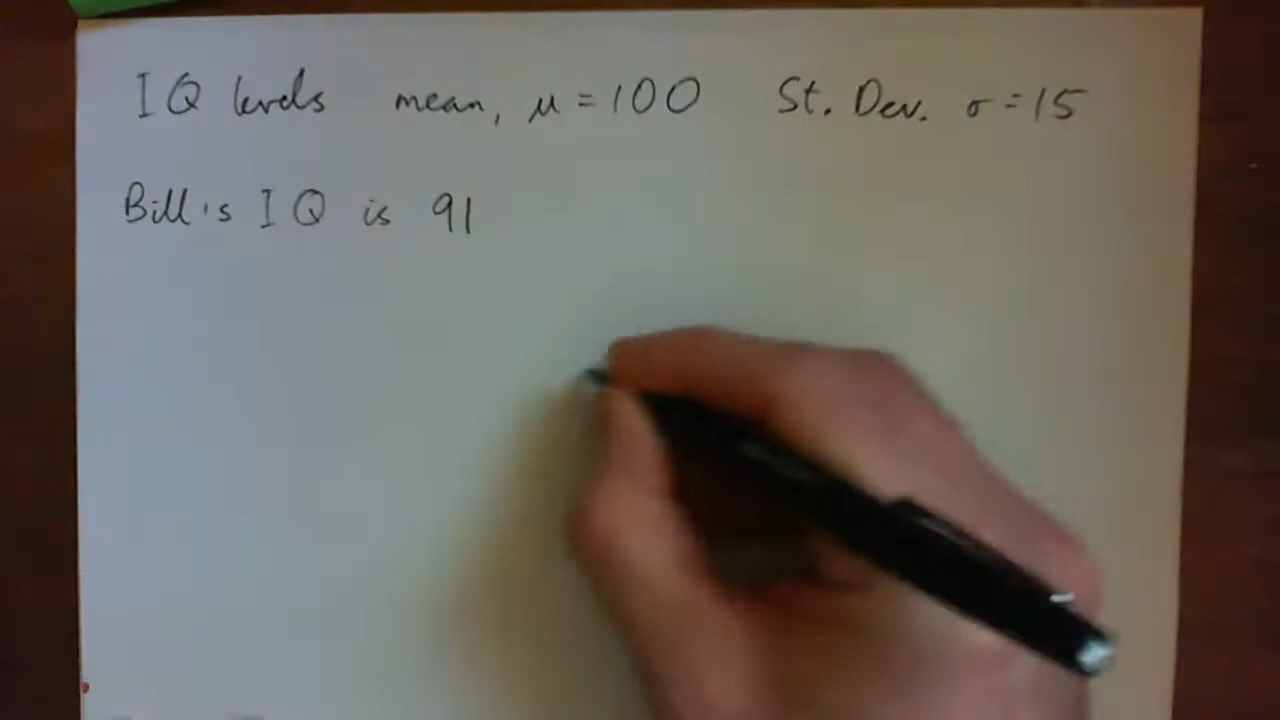 IQ levels mean, μ = 100 St. Dev. σ = 15
Bill's IQ is 91